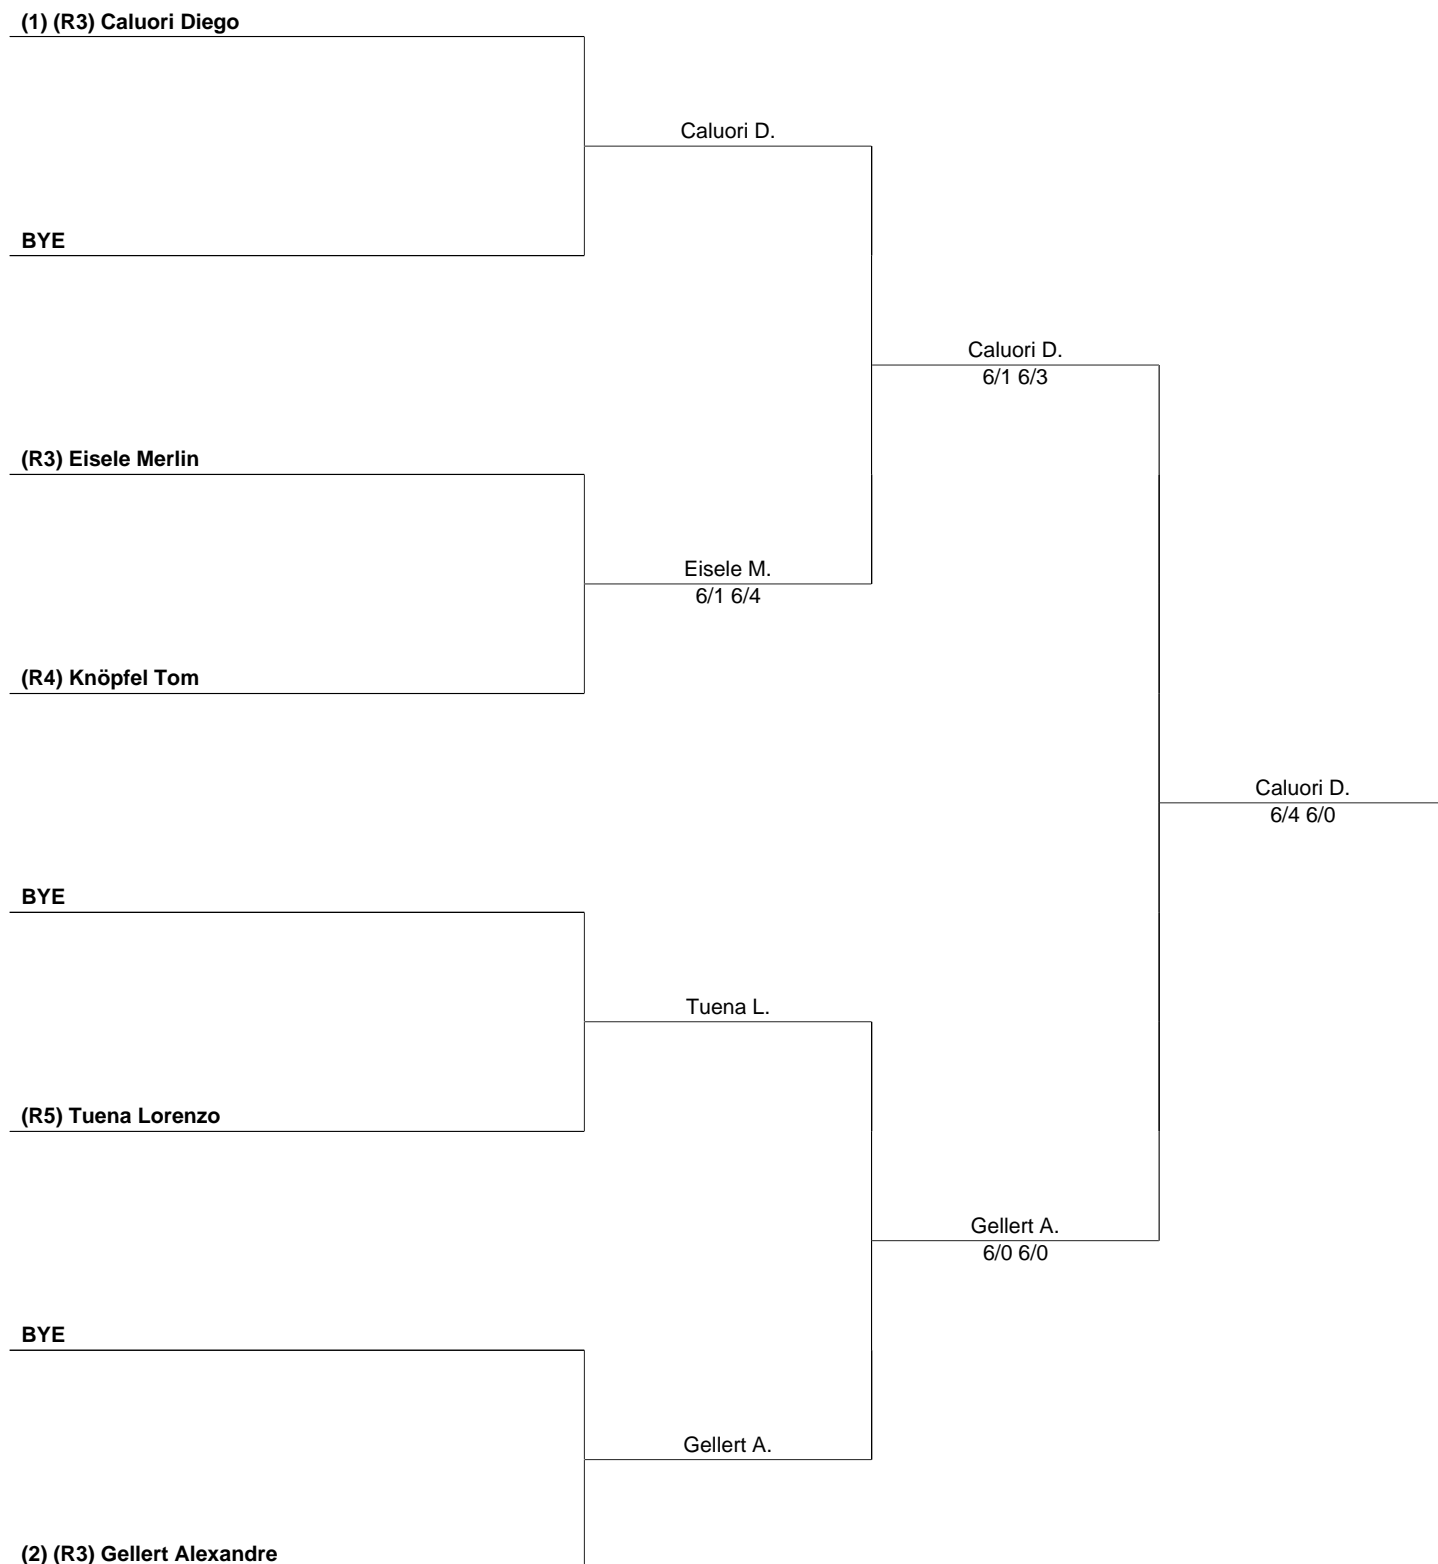 (1) (R3) Caluori Diego
Caluori D.
BYE
Caluori D.
6/1 6/3
(R3) Eisele Merlin
Eisele M.
6/1 6/4
(R4) Knöpfel Tom
Caluori D.
6/4 6/0
BYE
Tuena L.
(R5) Tuena Lorenzo
Gellert A.
6/0 6/0
BYE
Gellert A.
(2) (R3) Gellert Alexandre